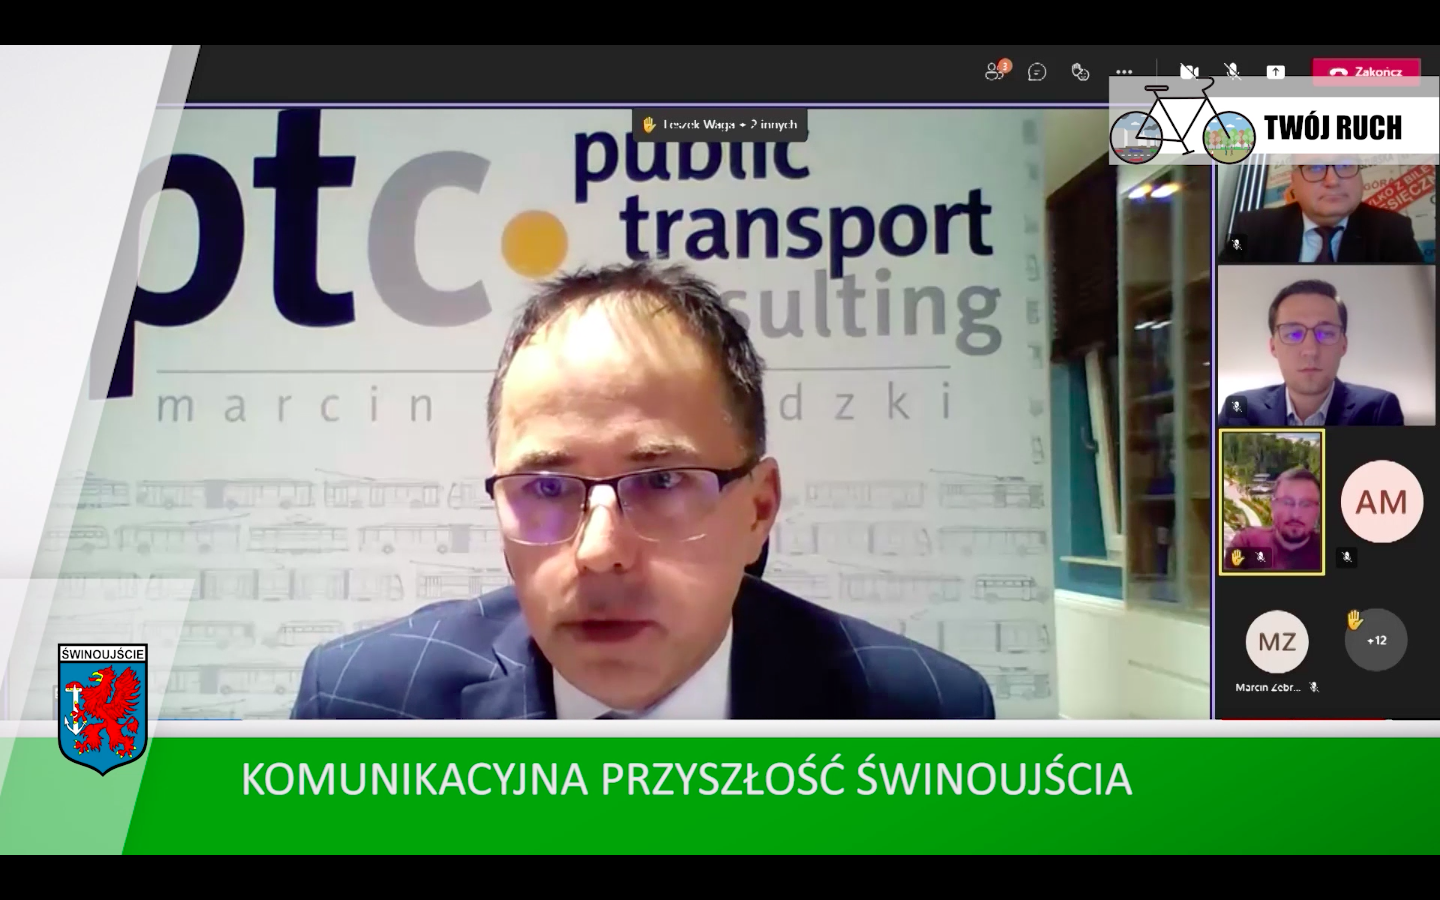 3
Zakończ
Leszek Waga + 2 innych
TWÓJ RUCH
ptc.
public
transport
sulting
marcin dzki
AM
MZ
+12
Marcin Zebr...
ŚWINOUJŚCIE
KOMUNIKACYJNA PRZYSZŁOŚĆ ŚWINOUJŚCIA